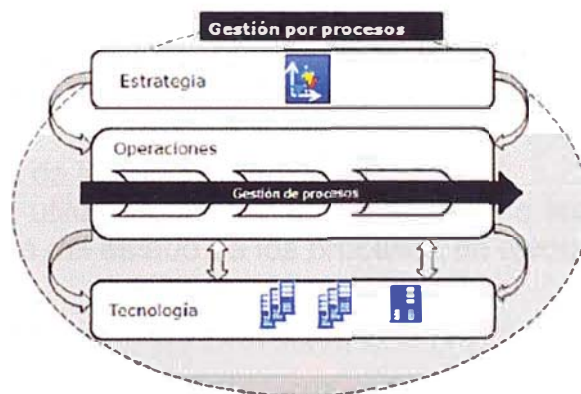 Gestión por procesos
Estrategia
Operaciones
Gestión de procesos
Tecnología